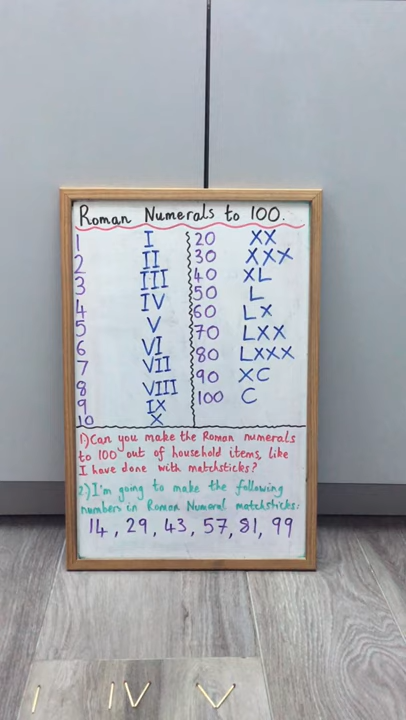 Roman Numerals to 100.
1 I 20 XX
2 II 30 XXX
3 III 40 XL
4 IV 50 L
5 V 60 LX
6 VI 70 LXX
7 VII 80 LXXX
8 VIII 90 XC
9 IX 100 C
10 X
1) Can you make the Roman numerals
to 100 out of household items, like
I have done with matchsticks?
2) I'm going to make the following
numbers in Roman Numeral matchsticks:
14, 29, 43, 57, 81, 99
I IV V